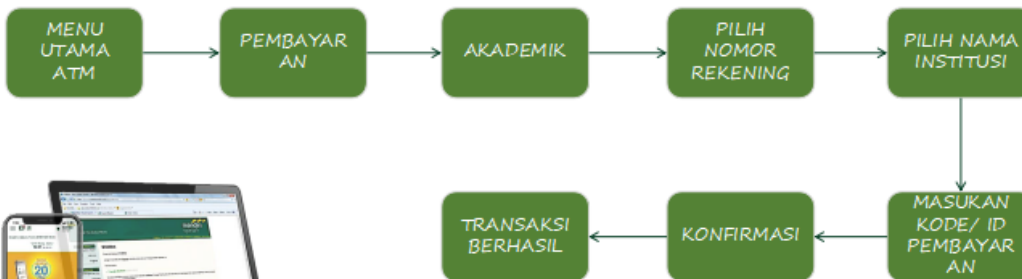 MENU
UTAMA
ATM
PEMBAYAR
AN
AKADEMIK
PILIH
NOMOR
REKENING
PILIH NAMA
INSTITUSI
MASUKAN
KODE/ ID
PEMBAYAR
AN
KONFIRMASI
TRANSAKSI
BERHASIL
20